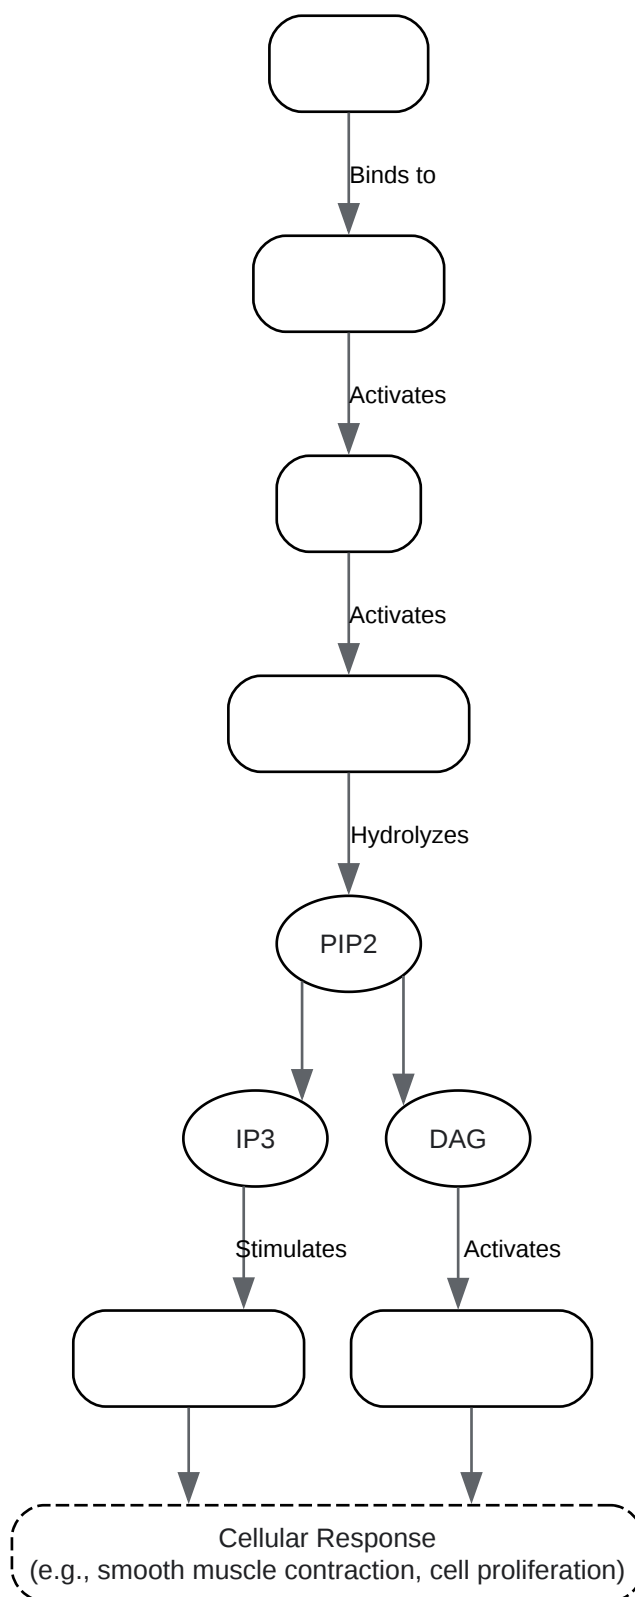 Binds to
Activates
Activates
Hydrolyzes
PIP2
IP3
DAG
Stimulates
Activates
Cellular Response
(e.g., smooth muscle contraction, cell proliferation)